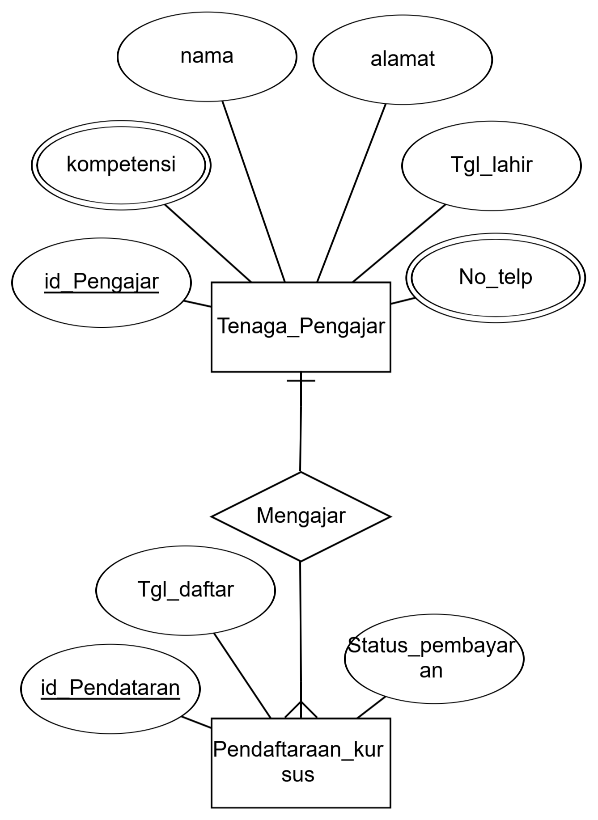 nama
alamat
kompetensi
Tgl_lahir
id_Pengajar
No_telp
Tenaga_Pengajar
Mengajar
Tgl_daftar
Status_pembayar
an
id_Pendataran
Pendaftaraan_kur
sus